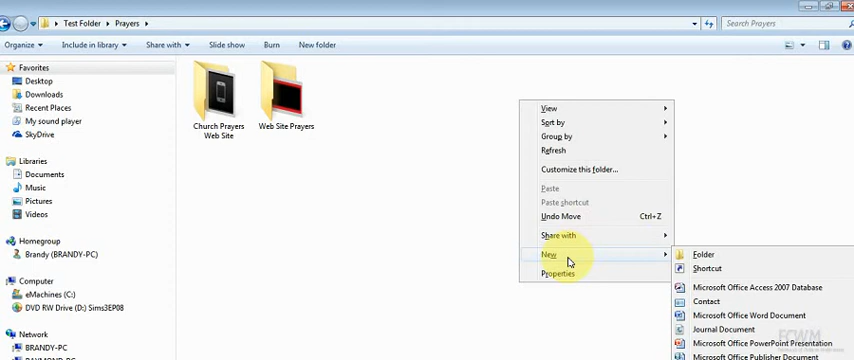 Test Folder ▸ Prayers ▸
Search Prayers
Organize ▾ Include in library ▾ Share with ▾ Slide show Burn New folder
Favorites
Desktop
Downloads
Recent Places
My sound player
SkyDrive
Libraries
Documents
Music
Pictures
Videos
Homegroup
Brandy (BRANDY-PC)
Computer
eMachines (C:)
DVD RW Drive (D:) Sims3EP08
Network
BRANDY-PC
RAYMOND-PC
Church Prayers
Web Site
Web Site Prayers
View
Sort by
Group by
Refresh
Customize this folder...
Paste
Paste shortcut
Undo Move Ctrl+Z
Share with
New
Properties
Folder
Shortcut
Microsoft Office Access 2007 Database
Contact
Microsoft Office Word Document
Journal Document
Microsoft Office PowerPoint Presentation
Microsoft Office Publisher Document
FCWM